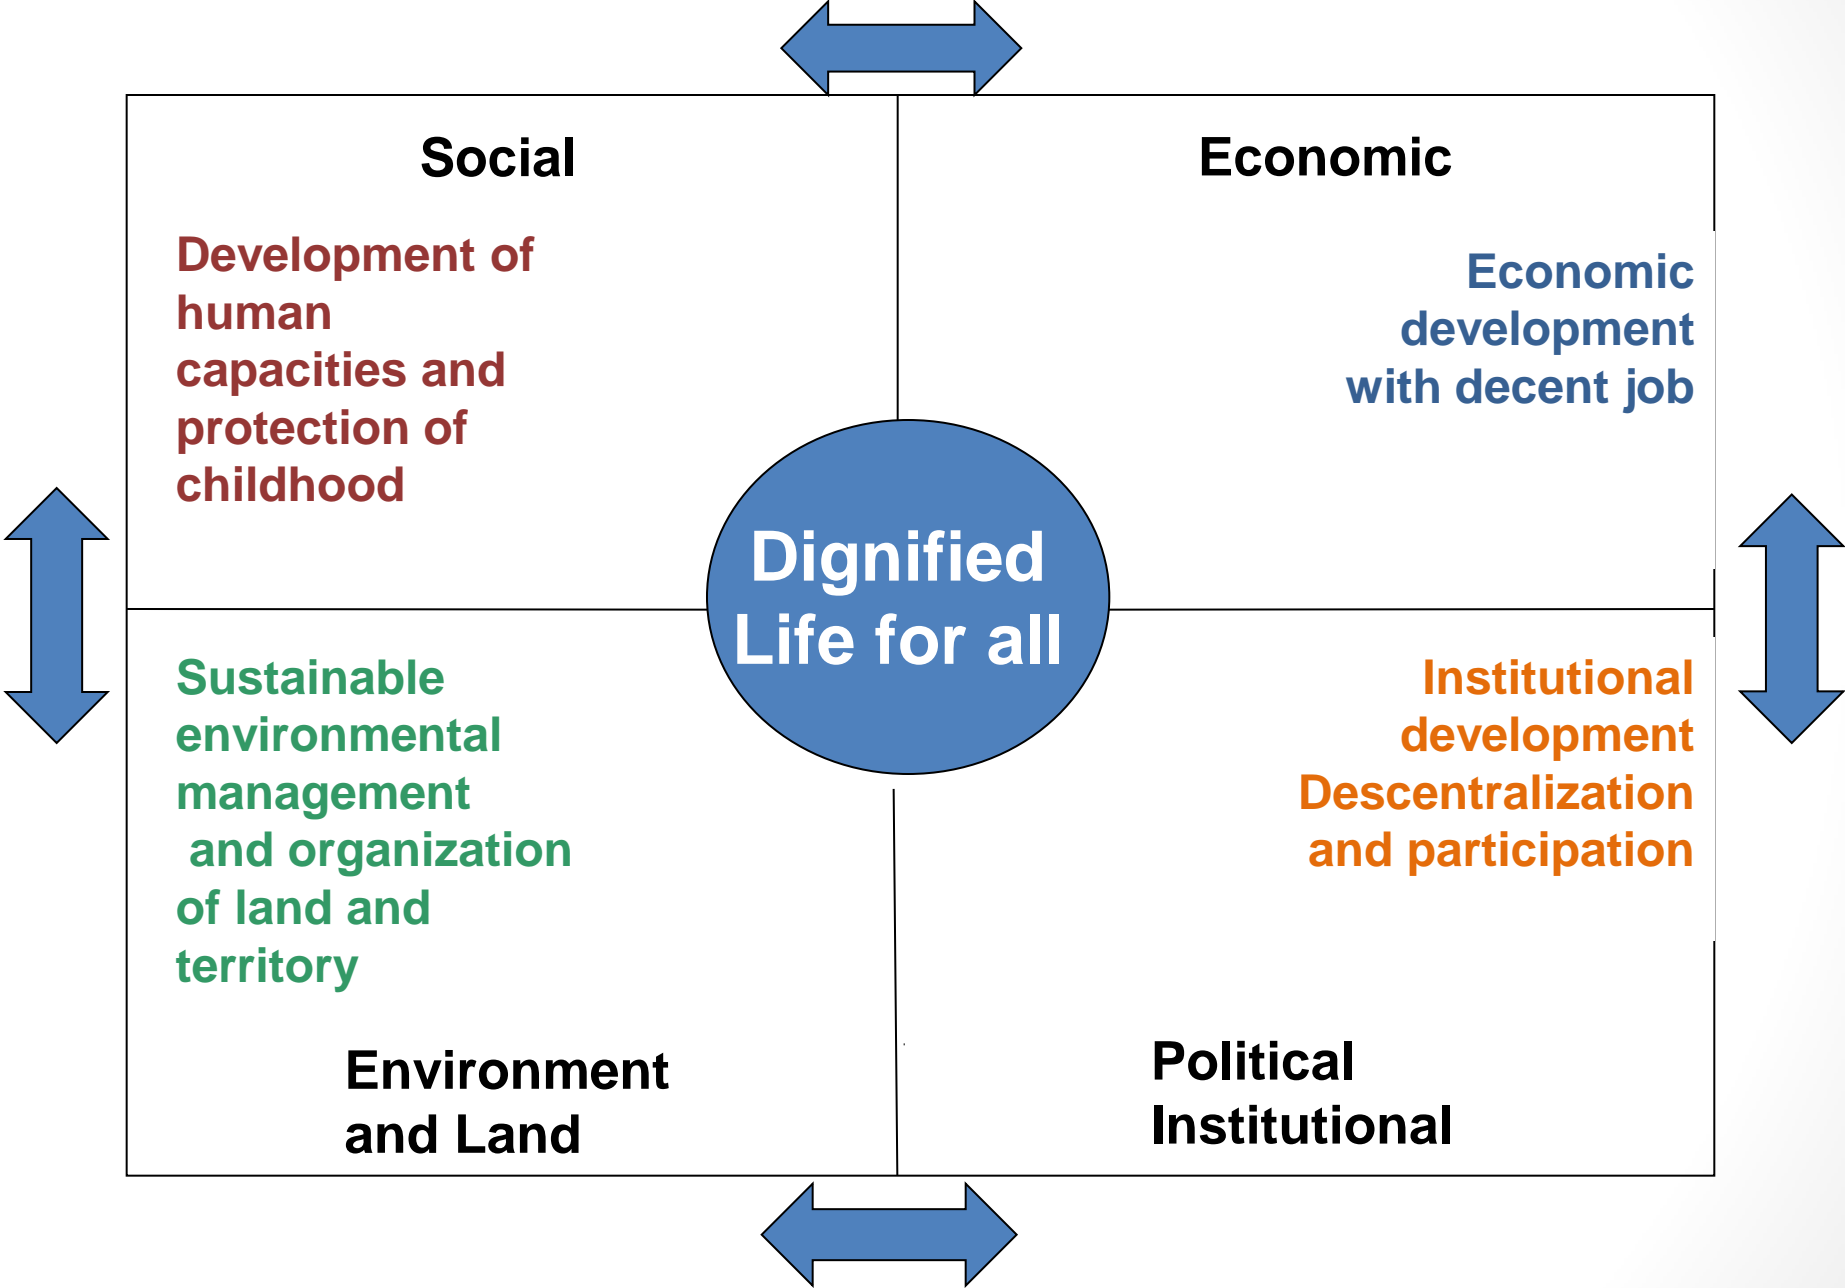 Social
Development of
human
capacities and
protection of
childhood
Economic
Economic
development
with decent job
Dignified
Life for all
Sustainable
environmental
management
and organization
of land and
territory
Environment
and Land
Institutional
development
Descentralization
and participation
Political
Institutional